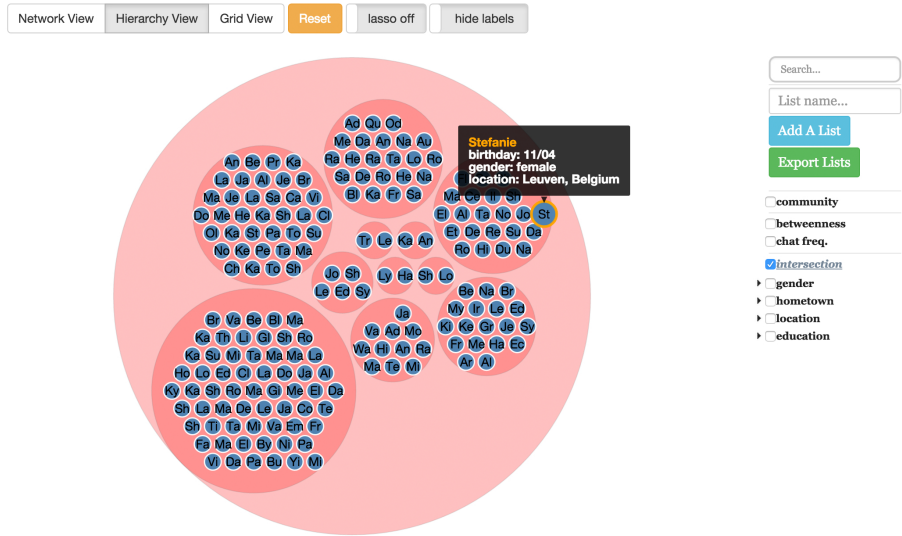 Network View Hierarchy View Grid View Reset lasso off hide labels
Search...
List name...
Add A List
Export Lists
community
betweenness
chat freq.
intersection
gender
hometown
location
education
Stefanie
birthday: 11/04
gender: female
location: Leuven, Belgium
Ad Qu Od
Me Da An Na Au
Ra He Ra Ta Lo Ro
Sa De Ro He Na
Bl Ka Fr Sa
An Be Pr Ka
La Ja Al Je Br
Ma Je La Sa Ca Vi
Do Me He Ka Sh La Cl
Ol Ka St Pa To Su
No Ke Pe Ta Ma
Ch Ka To Sh
Ma Ce Ti Sh
El Al Ta No Jo St
Et De Re Su Da
Ro Hi Du Na
Tr Le Ka An
Jo Sh
Le Ed Sy
Ly Ha Sh Lo
Ja
Va Ad Mo
Wa Hi An Ra
Ma Te Mi
Be Na Br
My Ir Le Ed
Ki Ke Gr Je Sy
Fr Me Ha Ec
Ar Al
Br Va Be Bl Ma
Ka Th Li Gl Sh Ro
Ka Su Mi Ta Ma Ma La
Ho Lo Ed Cl La Do Ja Al
Ky Ka Sh Ro Ma Gi Me El Da
Sh La Ma De Le Ja Co Te
Sh Ti Ta Mi Va Em Fr
Fa Ma El By Ni Pa
Vi Da Pa Bu Yi Mi